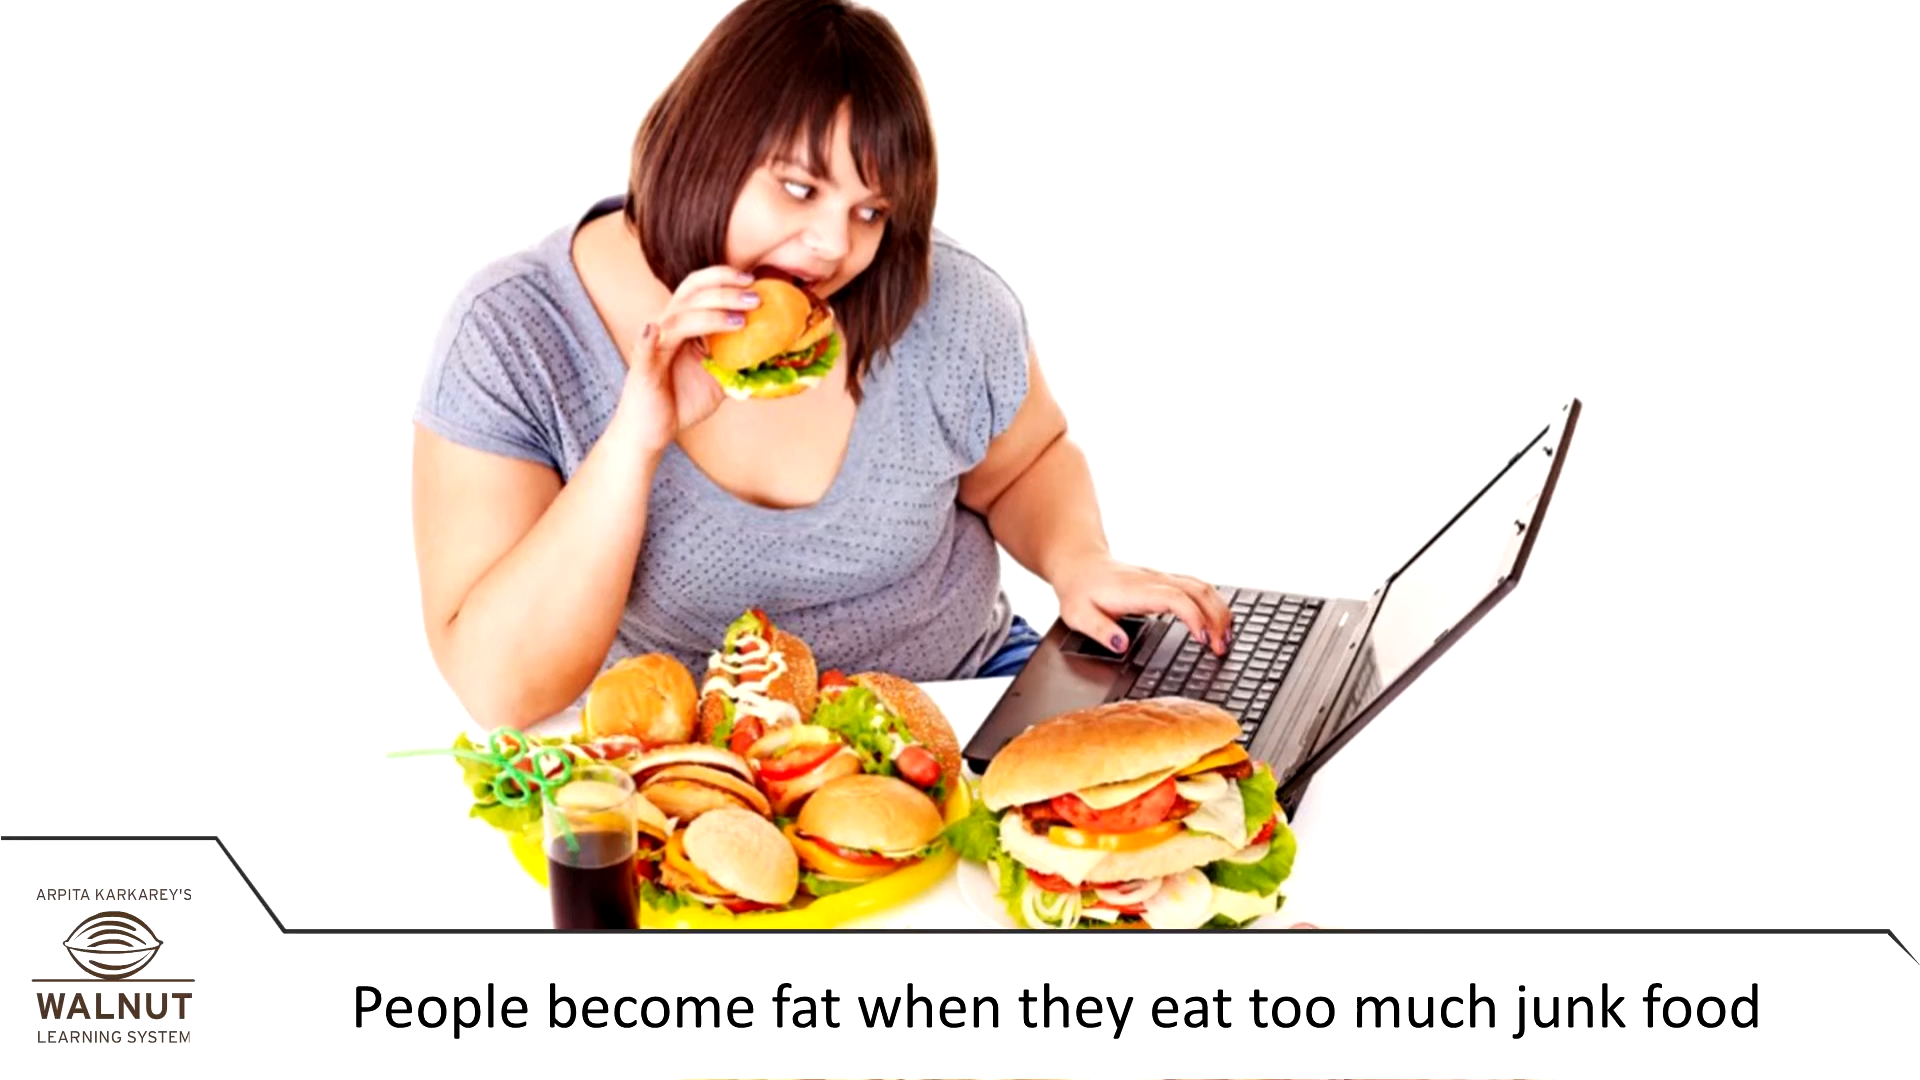 ARPITA KARKAREY'S
WALNUT
LEARNING SYSTEM
People become fat when they eat too much junk food